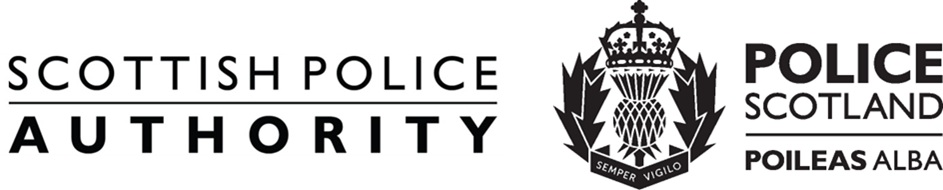 SCOTTISH POLICE
AUTHORITY
SEMPER VIGILO
POLICE
SCOTLAND
POILEAS ALBA